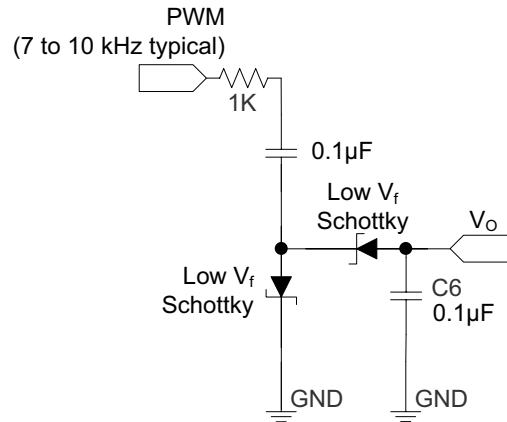 PWM
(7 to 10 kHz typical)
1K
0.1µF
Low Vf
Schottky
VO
Low Vf
Schottky
C6
0.1µF
GND
GND